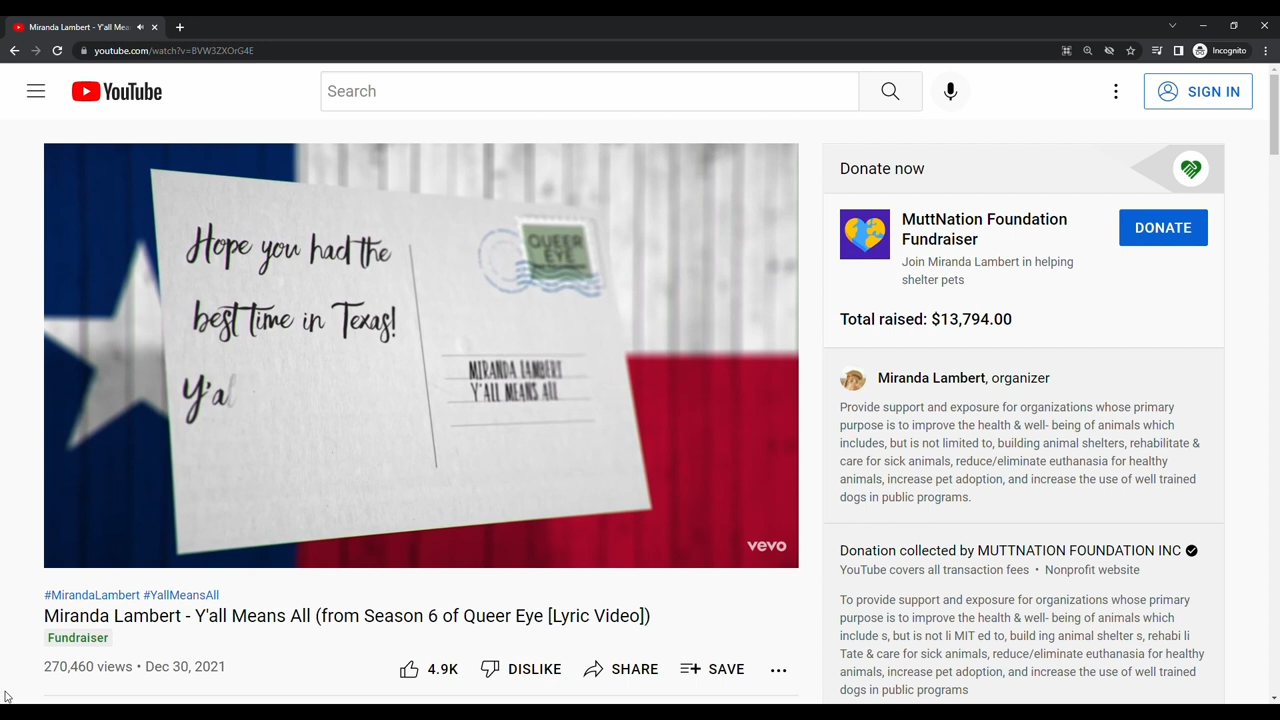 Miranda Lambert - Y'all Mea
youtube.com/watch?v=BVW3ZXOrG4E
Incognito
YouTube
Search
SIGN IN
Hope you had the
best time in Texas!
Y'al
QUEER
EYE
MIRANDA LAMBERT
Y'ALL MEANS ALL
vevo
#MirandaLambert #YallMeansAll
Miranda Lambert - Y'all Means All (from Season 6 of Queer Eye [Lyric Video])
Fundraiser
270,460 views • Dec 30, 2021
4.9K
DISLIKE
SHARE
SAVE
Donate now
MuttNation Foundation
Fundraiser
DONATE
Join Miranda Lambert in helping
shelter pets
Total raised: $13,794.00
Miranda Lambert, organizer
Provide support and exposure for organizations whose primary
purpose is to improve the health & well- being of animals which
includes, but is not limited to, building animal shelters, rehabilitate &
care for sick animals, reduce/eliminate euthanasia for healthy
animals, increase pet adoption, and increase the use of well trained
dogs in public programs.
Donation collected by MUTTNATION FOUNDATION INC
YouTube covers all transaction fees • Nonprofit website
To provide support and exposure for organizations whose primary
purpose is to improve the health & well- being of animals which
include s, but is not li MIT ed to, build ing animal shelter s, rehabi li
Tate & care for sick animals, reduce/eliminate euthanasia for healthy
animals, increase pet adoption, and increase the use of well trained
dogs in public programs